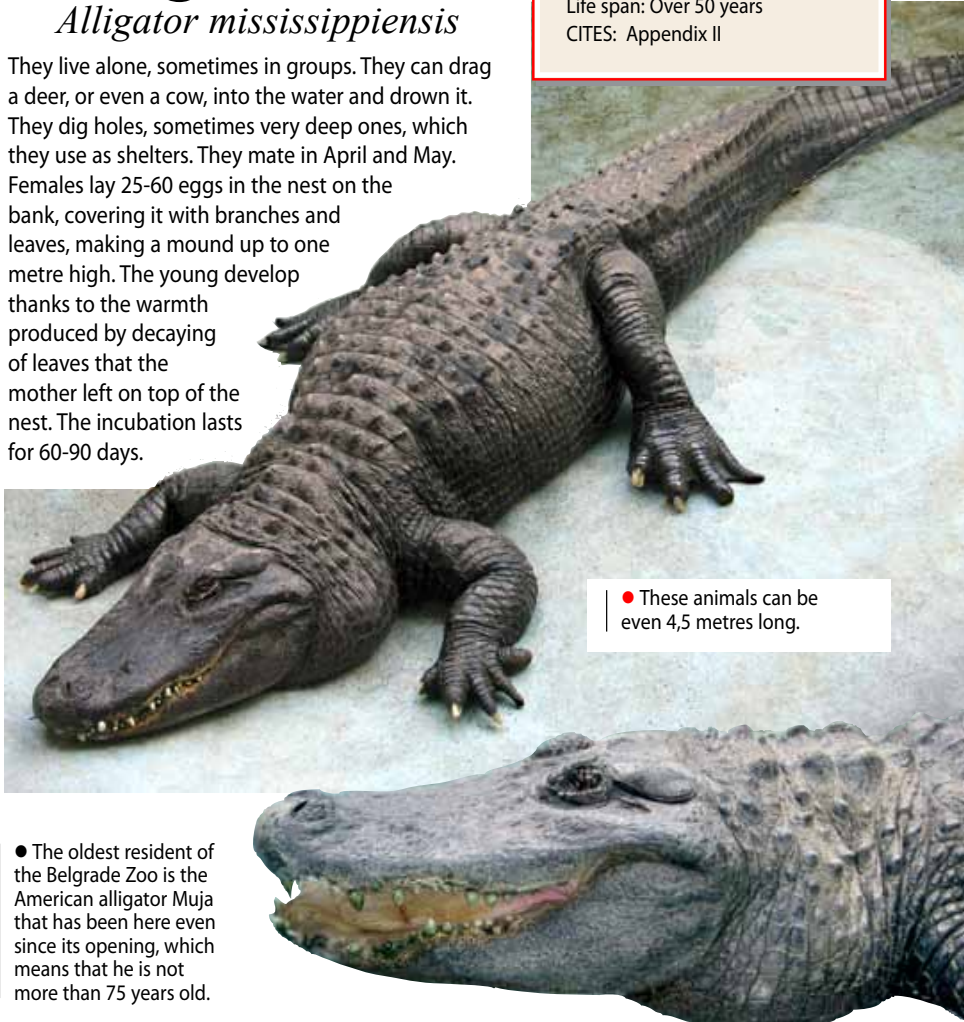 Alligator mississippiensis
Life span: Over 50 years
CITES: Appendix II
They live alone, sometimes in groups. They can drag
a deer, or even a cow, into the water and drown it.
They dig holes, sometimes very deep ones, which
they use as shelters. They mate in April and May.
Females lay 25-60 eggs in the nest on the
bank, covering it with branches and
leaves, making a mound up to one
metre high. The young develop
thanks to the warmth
produced by decaying
of leaves that the
mother left on top of the
nest. The incubation lasts
for 60-90 days.
● These animals can be
even 4,5 metres long.
● The oldest resident of
the Belgrade Zoo is the
American alligator Muja
that has been here even
since its opening, which
means that he is not
more than 75 years old.